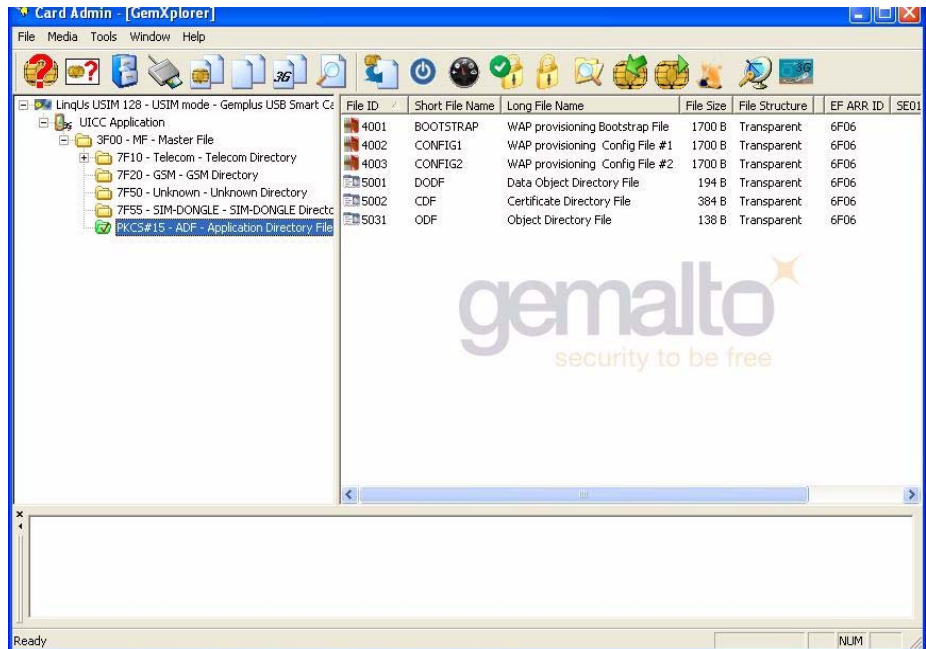 Card Admin - [GemXplorer]
File Media Tools Window Help
3G 3G 3G
LinqUs USIM 128 - USIM mode - Gemplus USB Smart Ca
UICC Application
3F00 - MF - Master File
7F10 - Telecom - Telecom Directory
7F20 - GSM - GSM Directory
7F50 - Unknown - Unknown Directory
7F55 - SIM-DONGLE - SIM-DONGLE Directo
PKCS#15 - ADF - Application Directory File
File ID Short File Name Long File Name File Size File Structure EF ARR ID SE01
4001 BOOTSTRAP WAP provisioning Bootstrap File 1700 B Transparent 6F06
4002 CONFIG1 WAP provisioning Config File #1 1700 B Transparent 6F06
4003 CONFIG2 WAP provisioning Config File #2 1700 B Transparent 6F06
5001 DODF Data Object Directory File 194 B Transparent 6F06
5002 CDF Certificate Directory File 384 B Transparent 6F06
5031 ODF Object Directory File 138 B Transparent 6F06
gemalto
security to be free
Ready NUM